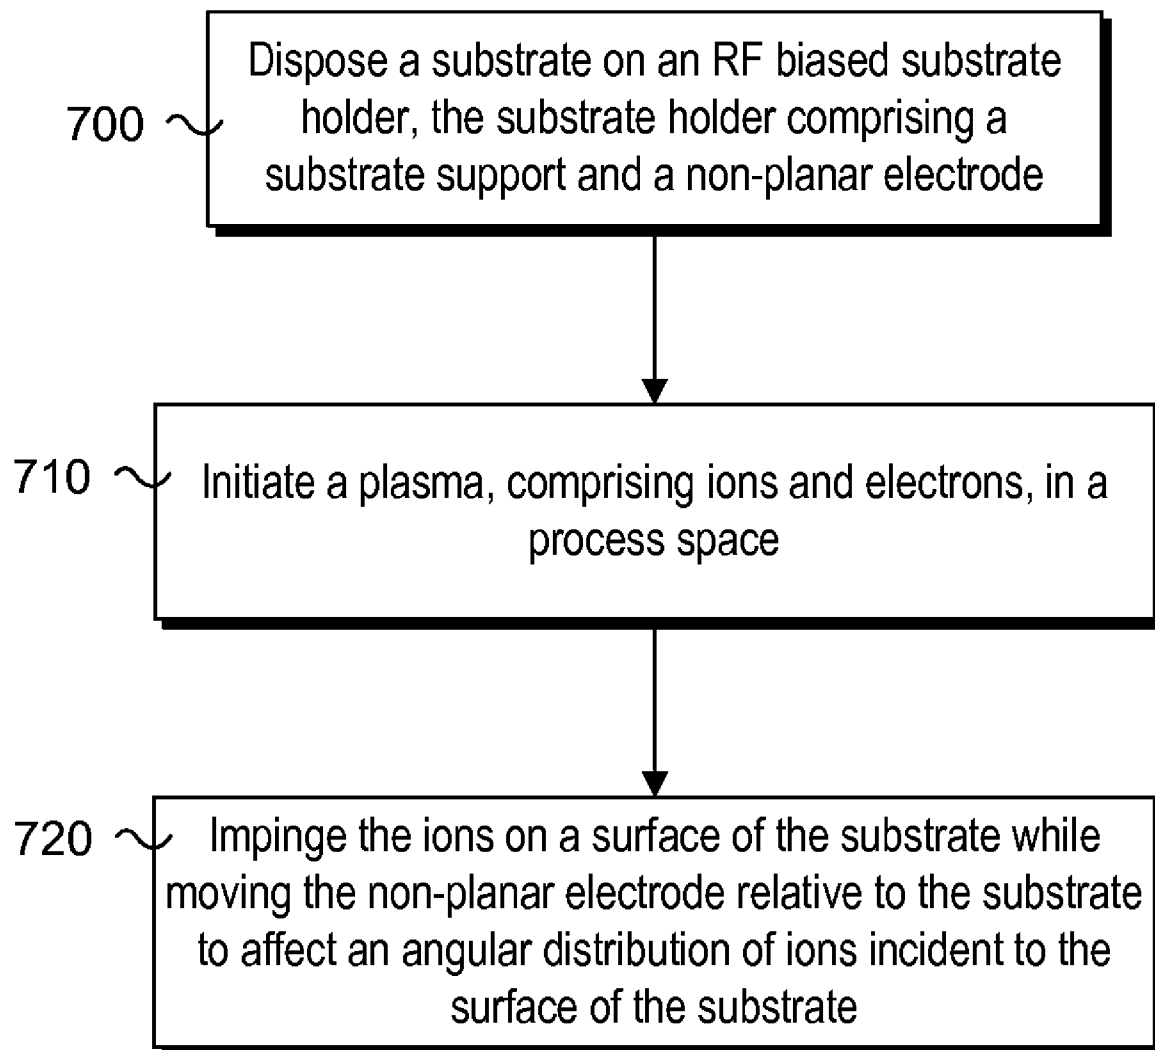 Dispose a substrate on an RF biased substrate
700
holder, the substrate holder comprising a
substrate support and a non-planar electrode
710
Initiate a plasma, comprising ions and electrons, in a
process space
720
Impinge the ions on a surface of the substrate while
moving the non-planar electrode relative to the substrate
to affect an angular distribution of ions incident to the
surface of the substrate